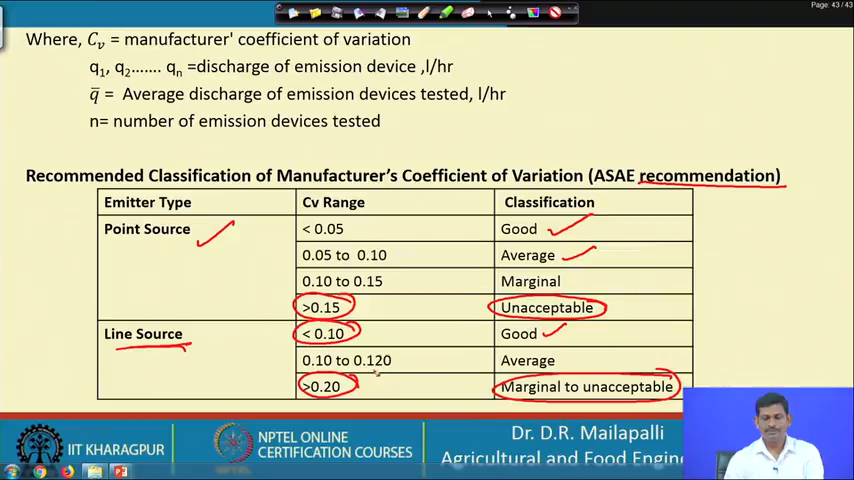 Page: 43 / 43
Where, Cv = manufacturer' coefficient of variation
q1, q2....... qn =discharge of emission device ,l/hr
q̄ = Average discharge of emission devices tested, l/hr
n= number of emission devices tested
Recommended Classification of Manufacturer's Coefficient of Variation (ASAE recommendation)
Emitter Type Cv Range Classification
Point Source < 0.05 Good
0.05 to 0.10 Average
0.10 to 0.15 Marginal
>0.15 Unacceptable
Line Source < 0.10 Good
0.10 to 0.120 Average
>0.20 Marginal to unacceptable
IIT KHARAGPUR
NPTEL ONLINE
CERTIFICATION COURSES
Dr. D.R. Mailapalli
Agricultural and Food Engine